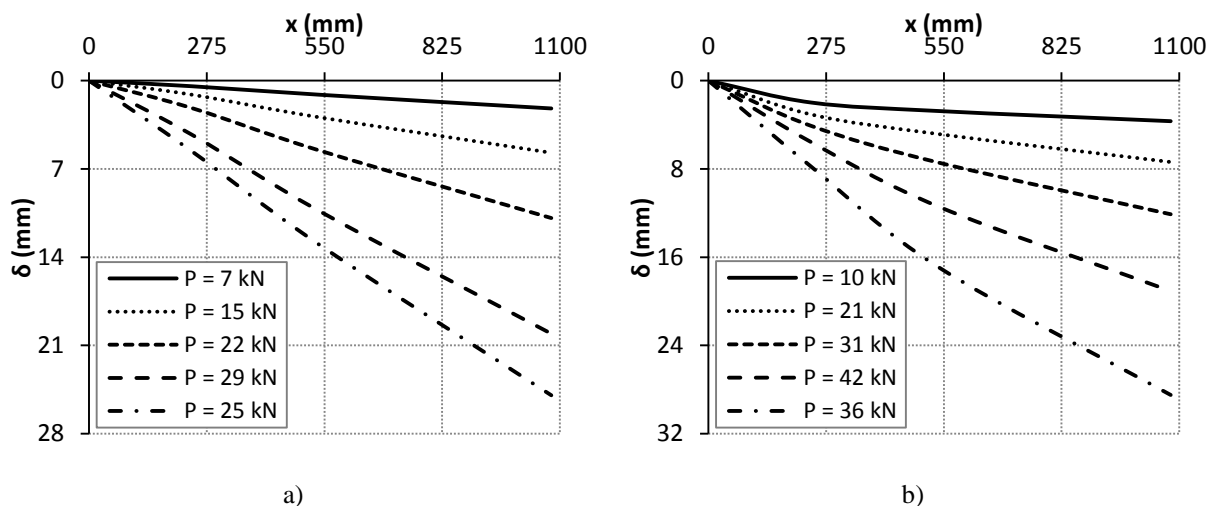 x (mm)
0 275 550 825 1100
0
7
14
21
28
δ (mm)
P = 7 kN
P = 15 kN
P = 22 kN
P = 29 kN
P = 25 kN
a)
x (mm)
0 275 550 825 1100
0
8
16
24
32
δ (mm)
P = 10 kN
P = 21 kN
P = 31 kN
P = 42 kN
P = 36 kN
b)